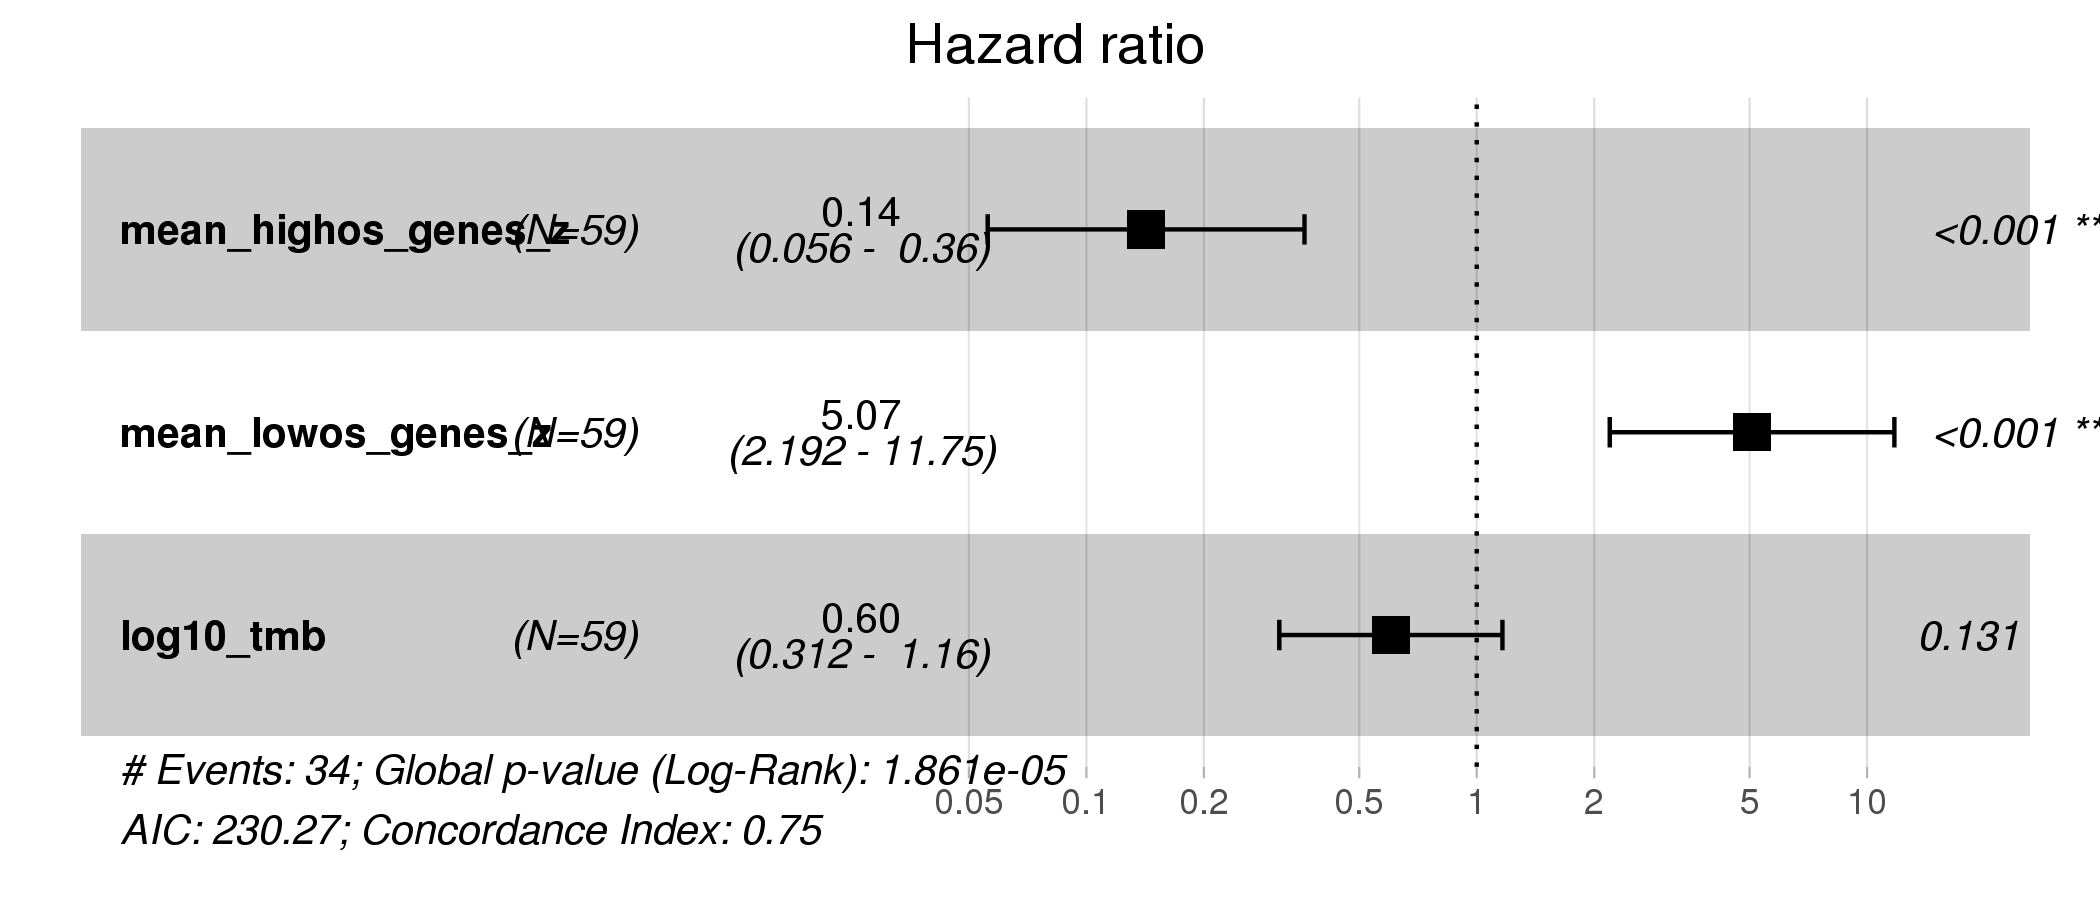 Hazard ratio
mean_highos_genes_z (N=59) 0.14 <0.001 **
(0.056 - 0.36)
mean_lowos_genes_z (N=59) 5.07 <0.001 **
(2.192 - 11.75)
log10_tmb (N=59) 0.60 0.131
(0.312 - 1.16)
# Events: 34; Global p-value (Log-Rank): 1.861e-05
0.05 0.1 0.2 0.5 1 2 5 10
AIC: 230.27; Concordance Index: 0.75